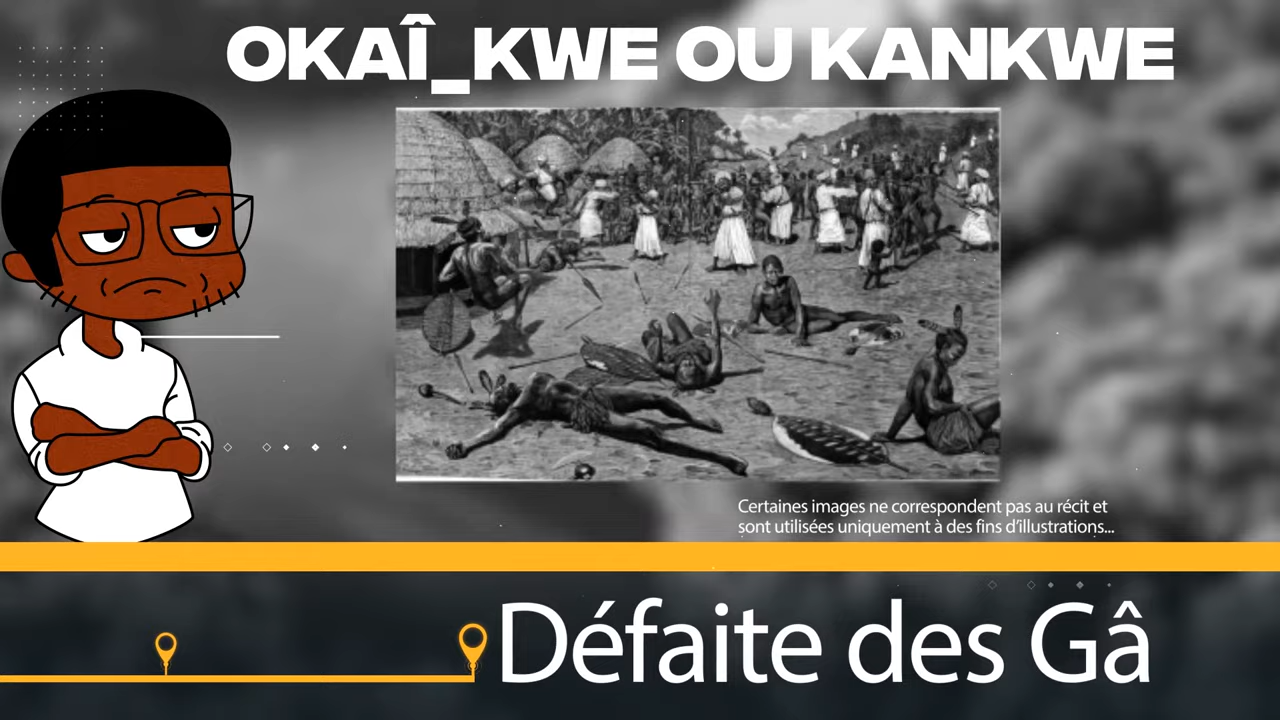 OKAÎ_KWE OU KANKWE
Certaines images ne correspondent pas au récit et
sont utilisées uniquement à des fins d'illustrations...
Défaite des Gâ